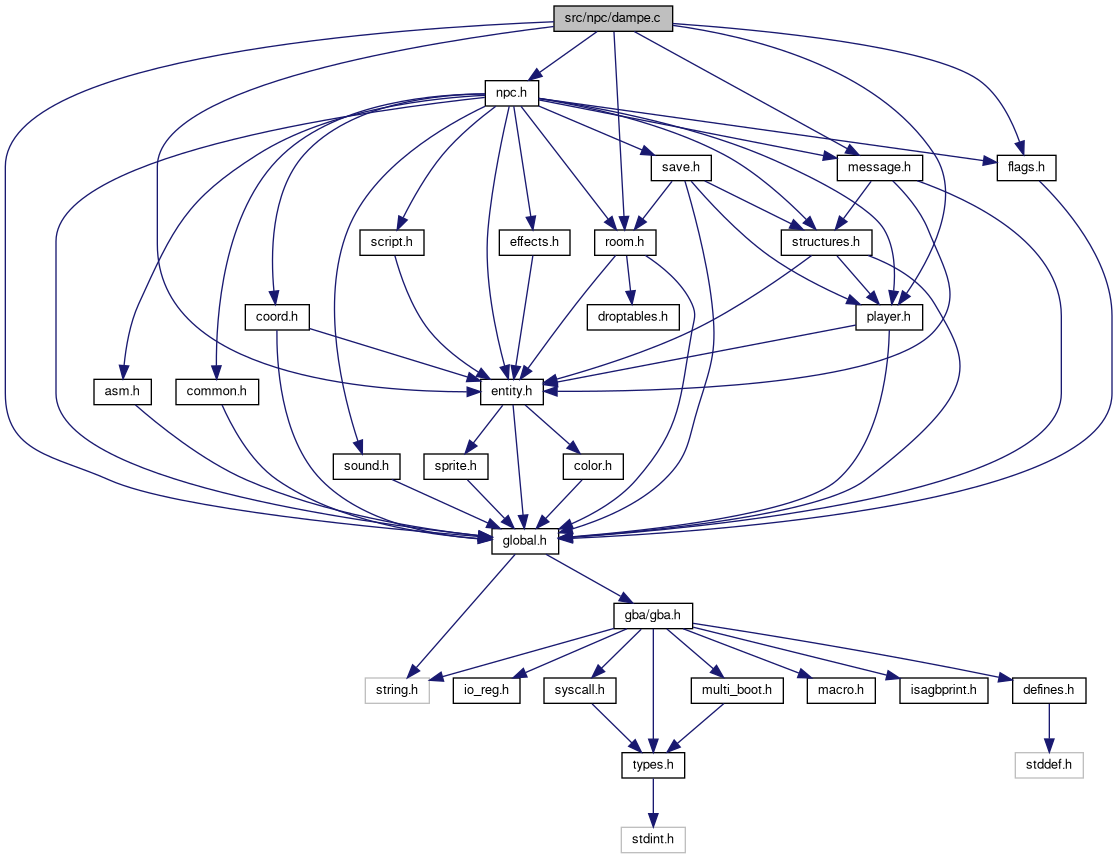 src/npc/dampe.c
npc.h
save.h
message.h
flags.h
script.h
effects.h
room.h
structures.h
coord.h
droptables.h
player.h
asm.h
common.h
entity.h
sound.h
sprite.h
color.h
global.h
gba/gba.h
string.h
io_reg.h
syscall.h
multi_boot.h
macro.h
isagbprint.h
defines.h
types.h
stddef.h
stdint.h